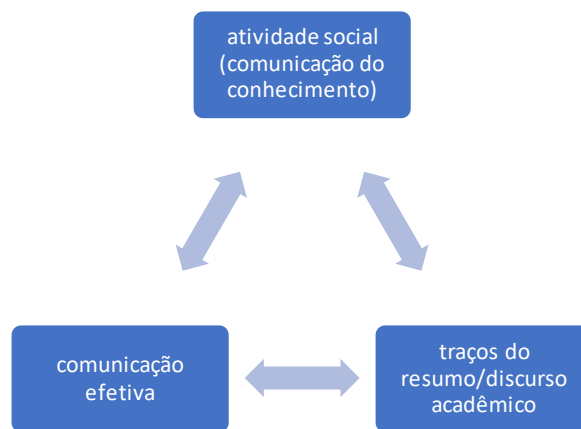 atividade social
(comunicação do
conhecimento)
comunicação
efetiva
traços do
resumo/discurso
acadêmico